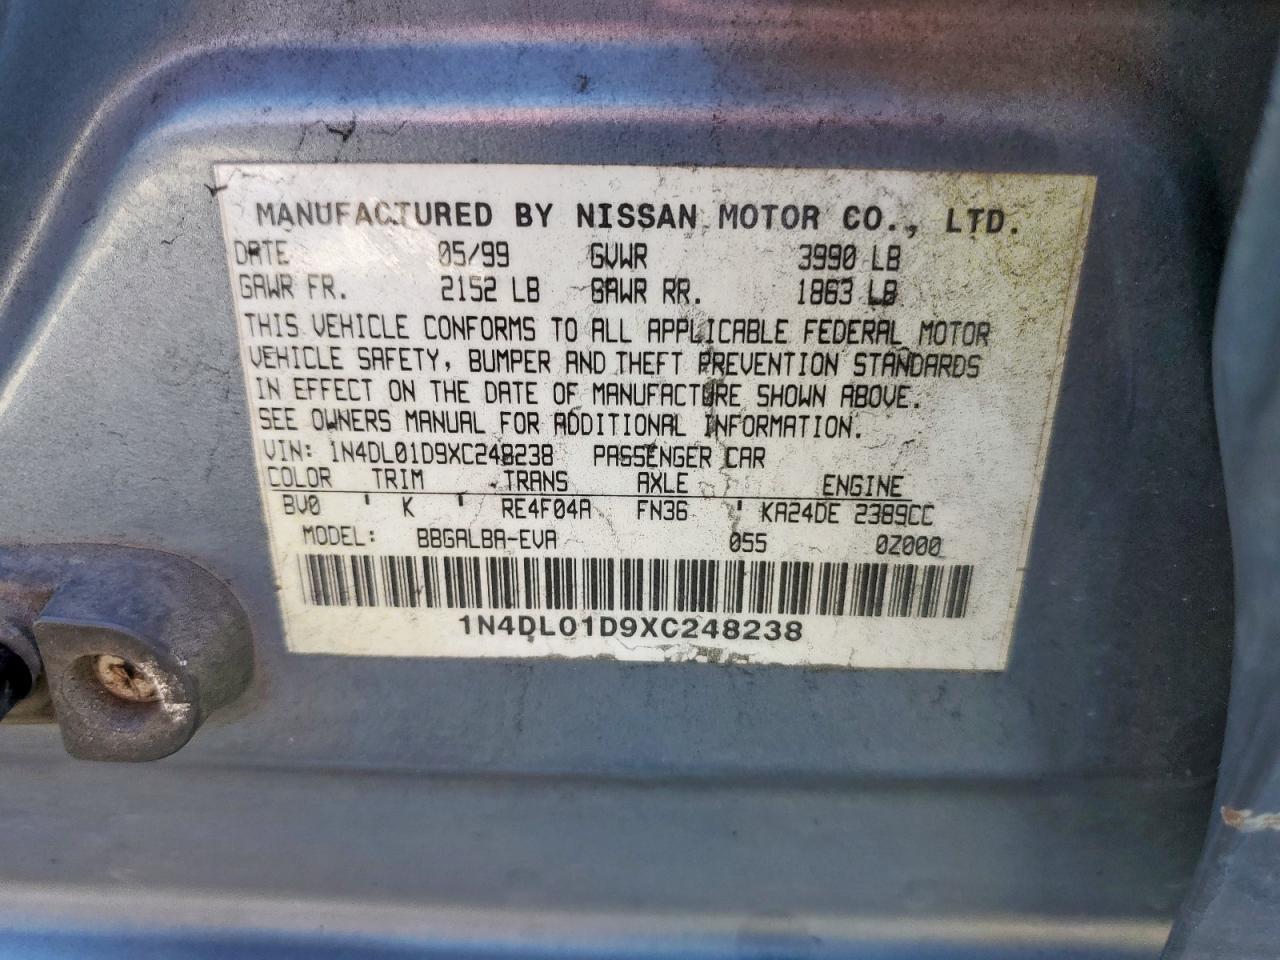 MANUFACTURED BY NISSAN MOTOR CO., LTD.
DATE 05/99 GVWR 3990 LB
GAWR FR. 2152 LB GAWR RR. 1863 LB
THIS VEHICLE CONFORMS TO ALL APPLICABLE FEDERAL MOTOR
VEHICLE SAFETY, BUMPER AND THEFT PREVENTION STANDARDS
IN EFFECT ON THE DATE OF MANUFACTURE SHOWN ABOVE.
SEE OWNERS MANUAL FOR ADDITIONAL INFORMATION.
VIN: 1N4DL01D9XC248238 PASSENGER CAR
COLOR TRIM TRANS AXLE ENGINE
BV0 ' K ' RE4F04A FN36 ' KA24DE 2389CC
MODEL: BBGALBA-EVA 055 0Z000
1N4DL01D9XC248238